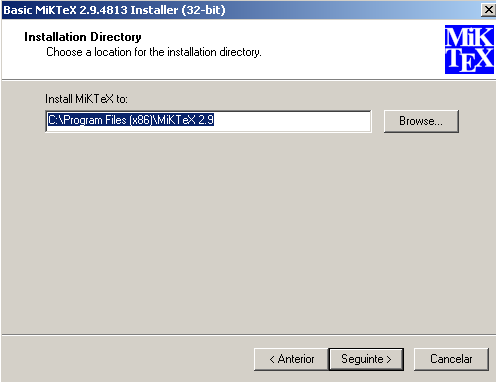 Basic MiKTeX 2.9.4813 Installer (32-bit)
Installation Directory
Choose a location for the installation directory.
MiK
TEX
Install MiKTeX to:
C:\Program Files (x86)\MiKTeX 2.9
Browse...
< Anterior
Seguinte >
Cancelar